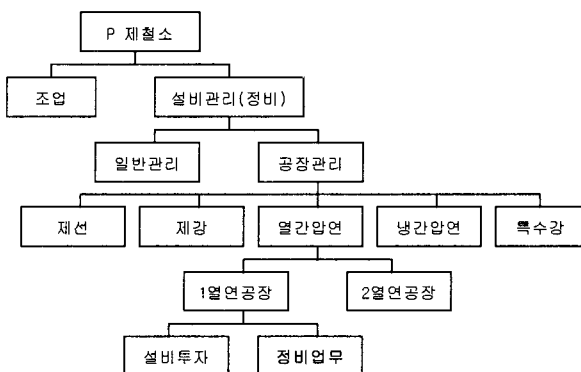 P 제철소
조업
설비관리(정비)
일반관리
공장관리
제선
제강
열간압연
냉간압연
특수강
1열연공장
2열연공장
설비투자
정비업무